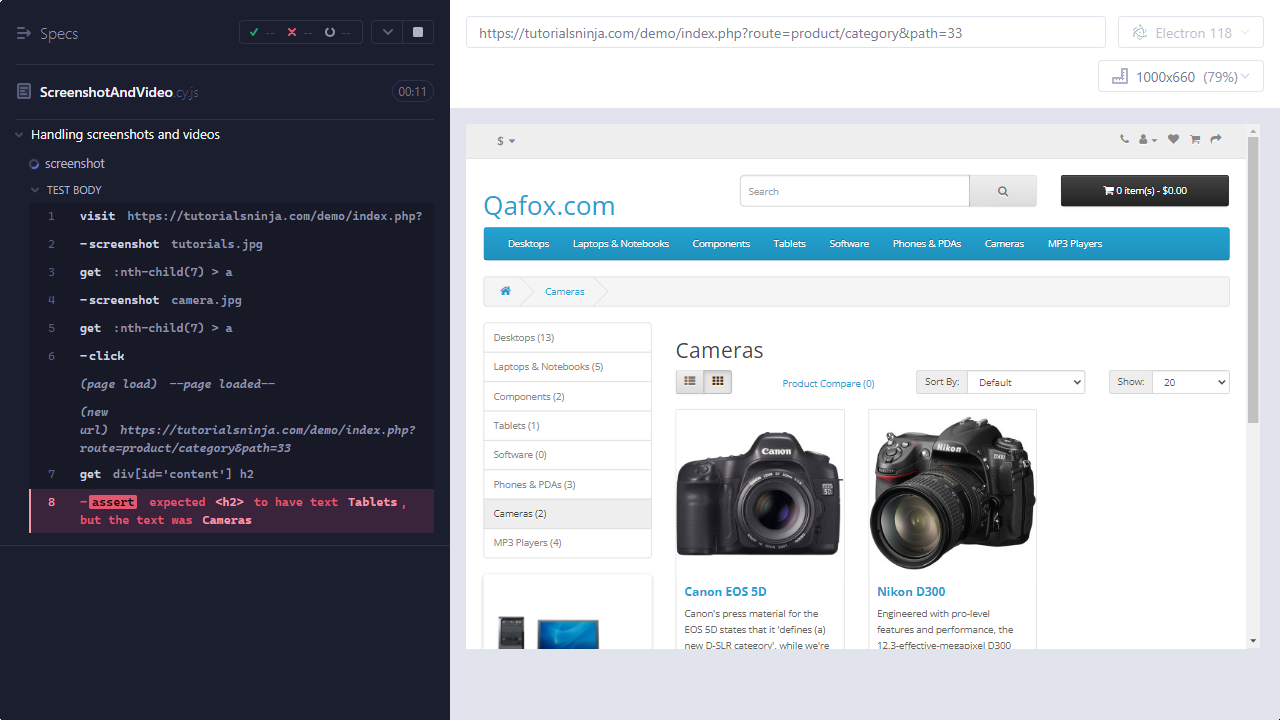 Specs
-- -- --
ScreenshotAndVideo cy.js
00:11
Handling screenshots and videos
screenshot
TEST BODY
1 visit https://tutorialsninja.com/demo/index.php?
2 -screenshot tutorials.jpg
3 get :nth-child(7) > a
4 -screenshot camera.jpg
5 get :nth-child(7) > a
6 -click
(page load) --page loaded--
(new
url) https://tutorialsninja.com/demo/index.php?
route=product/category&path=33
7 get div[id='content'] h2
8 -assert expected <h2> to have text Tablets,
but the text was Cameras
https://tutorialsninja.com/demo/index.php?route=product/category&path=33
Electron 118
1000x660 (79%)
$
Qafox.com
Search
0 item(s) - $0.00
Desktops Laptops & Notebooks Components Tablets Software Phones & PDAs Cameras MP3 Players
Cameras
Desktops (13)
Laptops & Notebooks (5)
Components (2)
Tablets (1)
Software (0)
Phones & PDAs (3)
Cameras (2)
MP3 Players (4)
Cameras
Product Compare (0)
Sort By: Default
Show: 20
Canon
EOS
5D
Canon EOS 5D
Canon's press material for the
EOS 5D states that it 'defines (a)
new D-SLR category', while we're
Nikon
D300
Nikon D300
Engineered with pro-level
features and performance, the
12.3-effective-megapixel D300